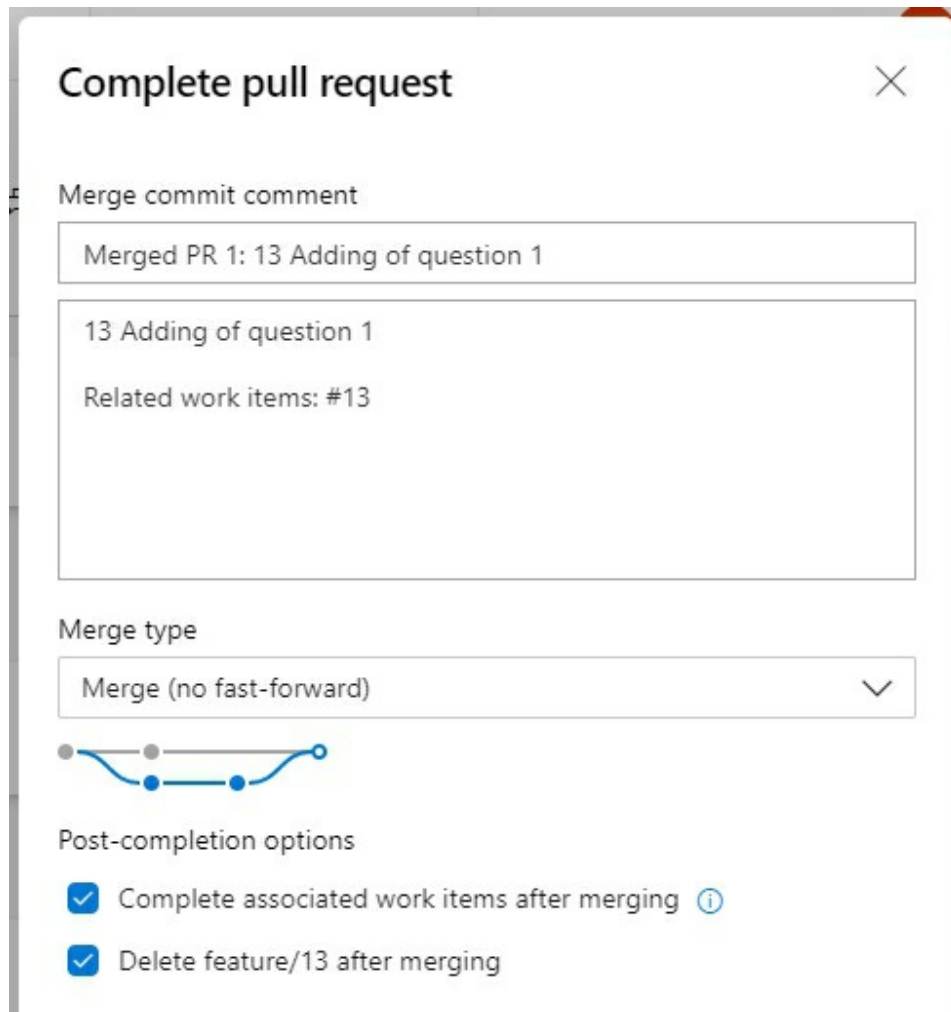 Complete pull request
Merge commit comment
Merged PR 1: 13 Adding of question 1
13 Adding of question 1
Related work items: #13
Merge type
Merge (no fast-forward)
Post-completion options
Complete associated work items after merging
Delete feature/13 after merging